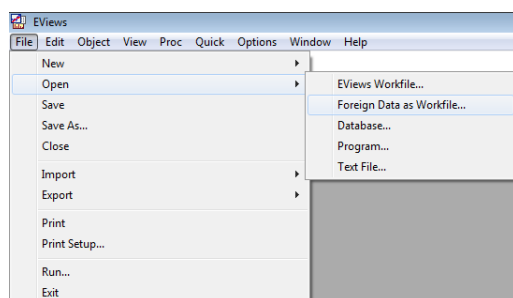 EViews
File Edit Object View Proc Quick Options Window Help
New
Open
Save
Save As...
Close
Import
Export
Print
Print Setup...
Run...
Exit
EViews Workfile...
Foreign Data as Workfile...
Database...
Program...
Text File...